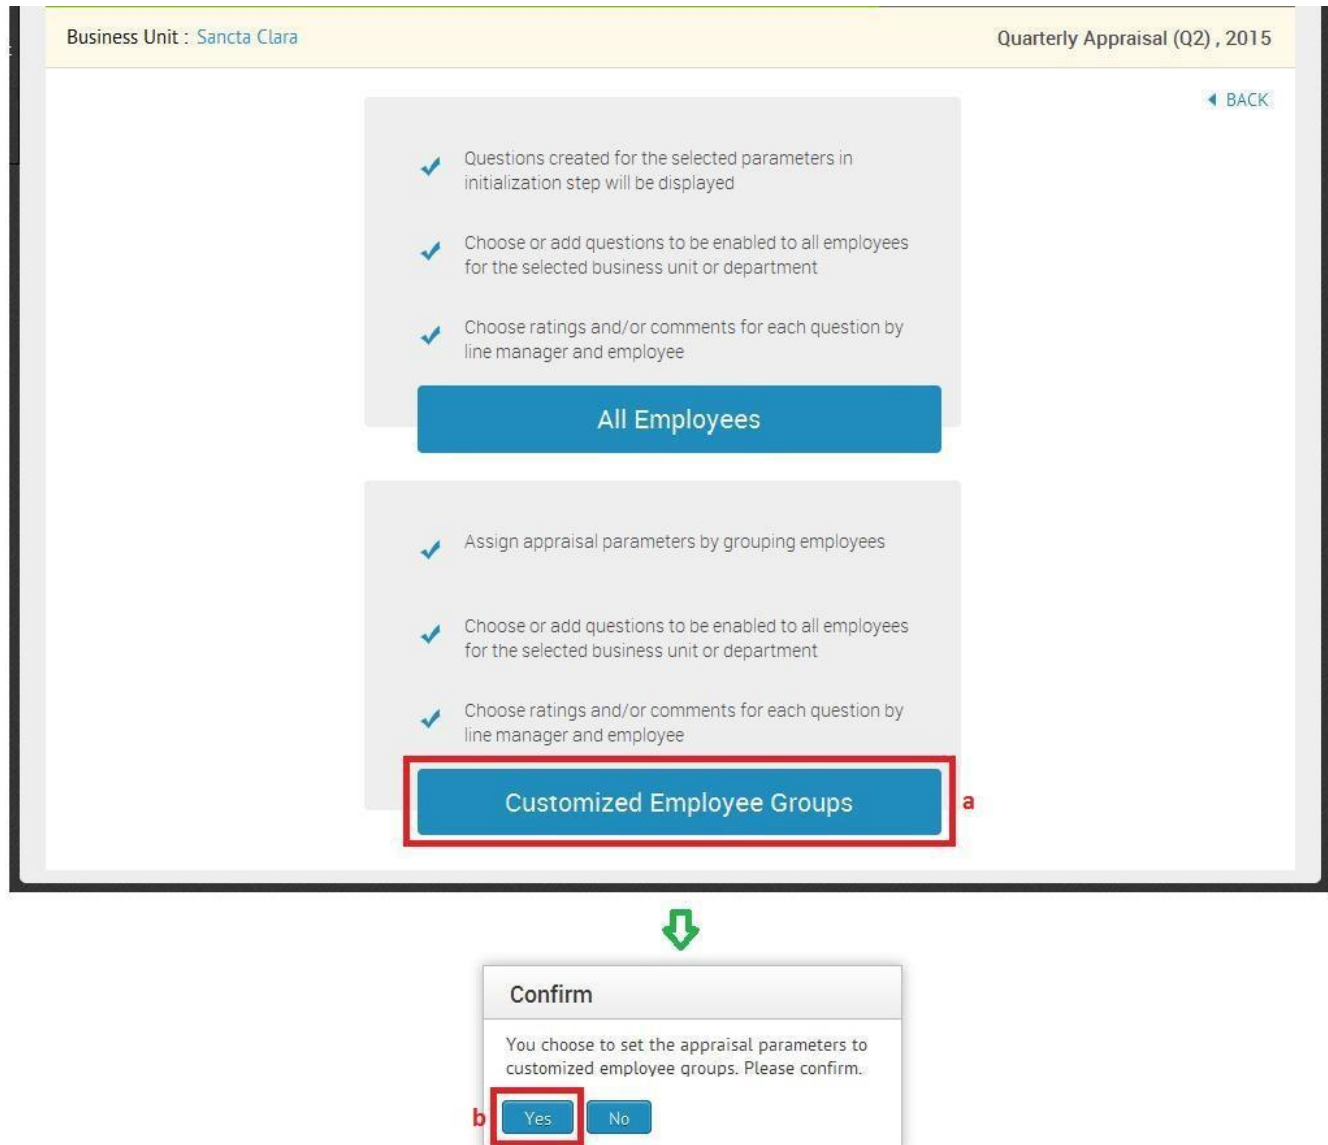 Business Unit : Sancta Clara
Quarterly Appraisal (Q2) , 2015
BACK
Questions created for the selected parameters in
initialization step will be displayed
Choose or add questions to be enabled to all employees
for the selected business unit or department
Choose ratings and/or comments for each question by
line manager and employee
All Employees
Assign appraisal parameters by grouping employees
Choose or add questions to be enabled to all employees
for the selected business unit or department
Choose ratings and/or comments for each question by
line manager and employee
Customized Employee Groups
a
Confirm
You choose to set the appraisal parameters to
customized employee groups. Please confirm.
b
Yes
No